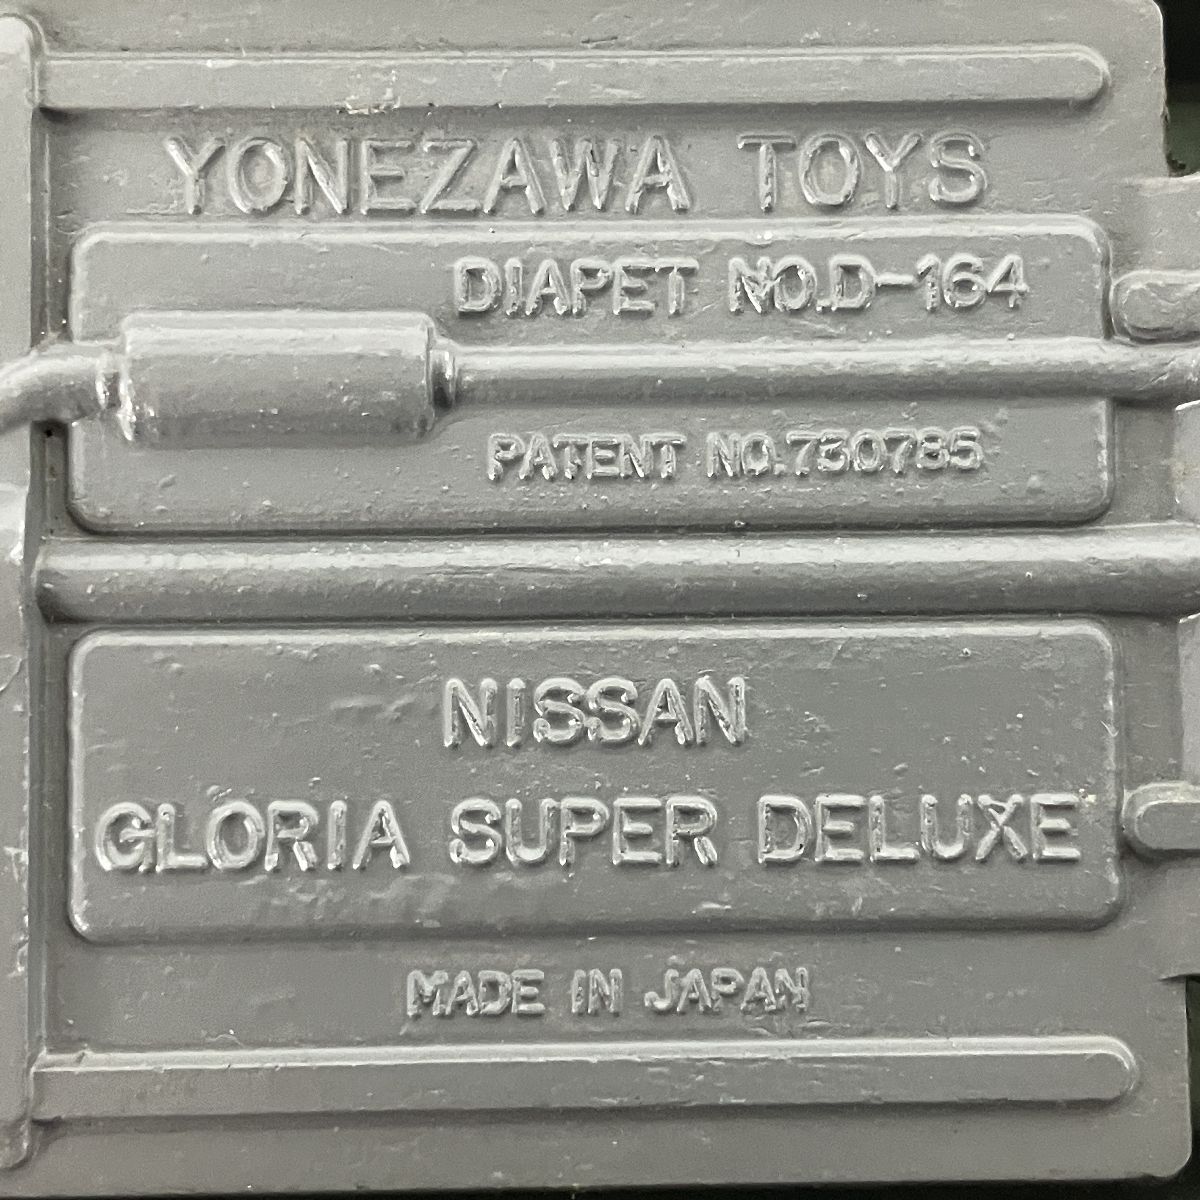 YONEZAWA TOYS
DIAPET NO.D-164
PATENT NO.730785
NISSAN
GLORIA SUPER DELUXE
MADE IN JAPAN